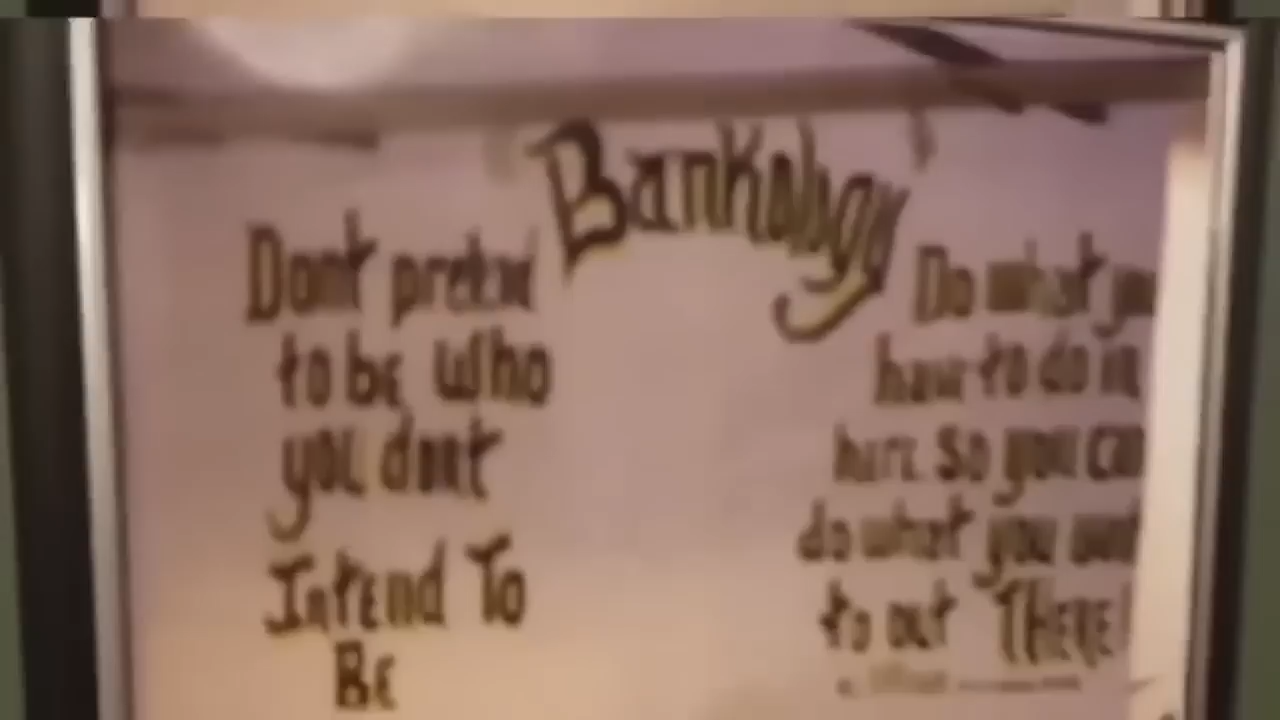 Bankology
Dont pretend
to be who
you dont
Intend To
BE
Do what you
have to do in
here so you can
do what you want
to out THERE!